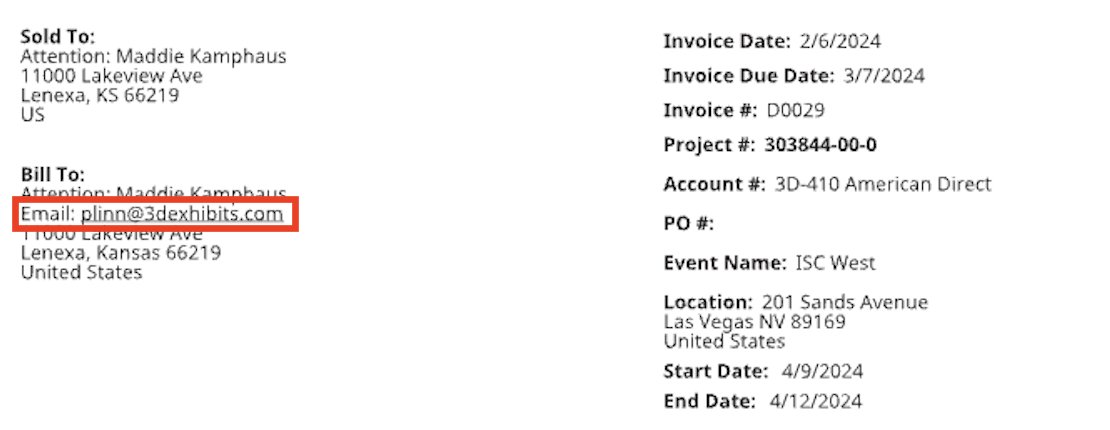 Sold To:
Attention: Maddie Kamphaus
11000 Lakeview Ave
Lenexa, KS 66219
US
Bill To:
Attention: Maddie Kamphaus
Email: plinn@3dexhibits.com
11000 Lakeview Ave
Lenexa, Kansas 66219
United States
Invoice Date: 2/6/2024
Invoice Due Date: 3/7/2024
Invoice #: D0029
Project #: 303844-00-0
Account #: 3D-410 American Direct
PO #:
Event Name: ISC West
Location: 201 Sands Avenue
Las Vegas NV 89169
United States
Start Date: 4/9/2024
End Date: 4/12/2024